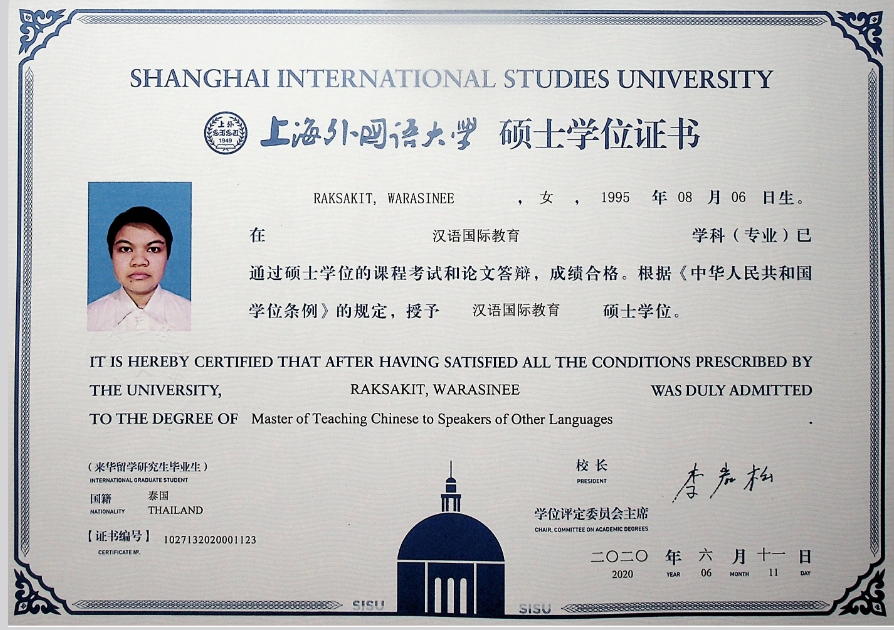 SHANGHAI INTERNATIONAL STUDIES UNIVERSITY
上外
SISU
1949
上海外国语大学 硕士学位证书
RAKSAKIT, WARASINEE , 女 , 1995 年 08 月 06 日生。
在 汉语国际教育 学科（专业）已
通过硕士学位的课程考试和论文答辩，成绩合格。根据《中华人民共和国
学位条例》的规定，授予 汉语国际教育 硕士学位。
IT IS HEREBY CERTIFIED THAT AFTER HAVING SATISFIED ALL THE CONDITIONS PRESCRIBED BY
THE UNIVERSITY, RAKSAKIT, WARASINEE WAS DULY ADMITTED
TO THE DEGREE OF Master of Teaching Chinese to Speakers of Other Languages .
（来华留学研究生毕业生）
INTERNATIONAL GRADUATE STUDENT
国籍 泰国
NATIONALITY THAILAND
【证书编号】 1027132020001123
CERTIFICATE №.
校 长 李岩松
PRESIDENT
学位评定委员会主席
CHAIR, COMMITTEE ON ACADEMIC DEGREES
二〇二〇 年 六 月 十一 日
2020 YEAR 06 MONTH 11 DAY
SISU SISU